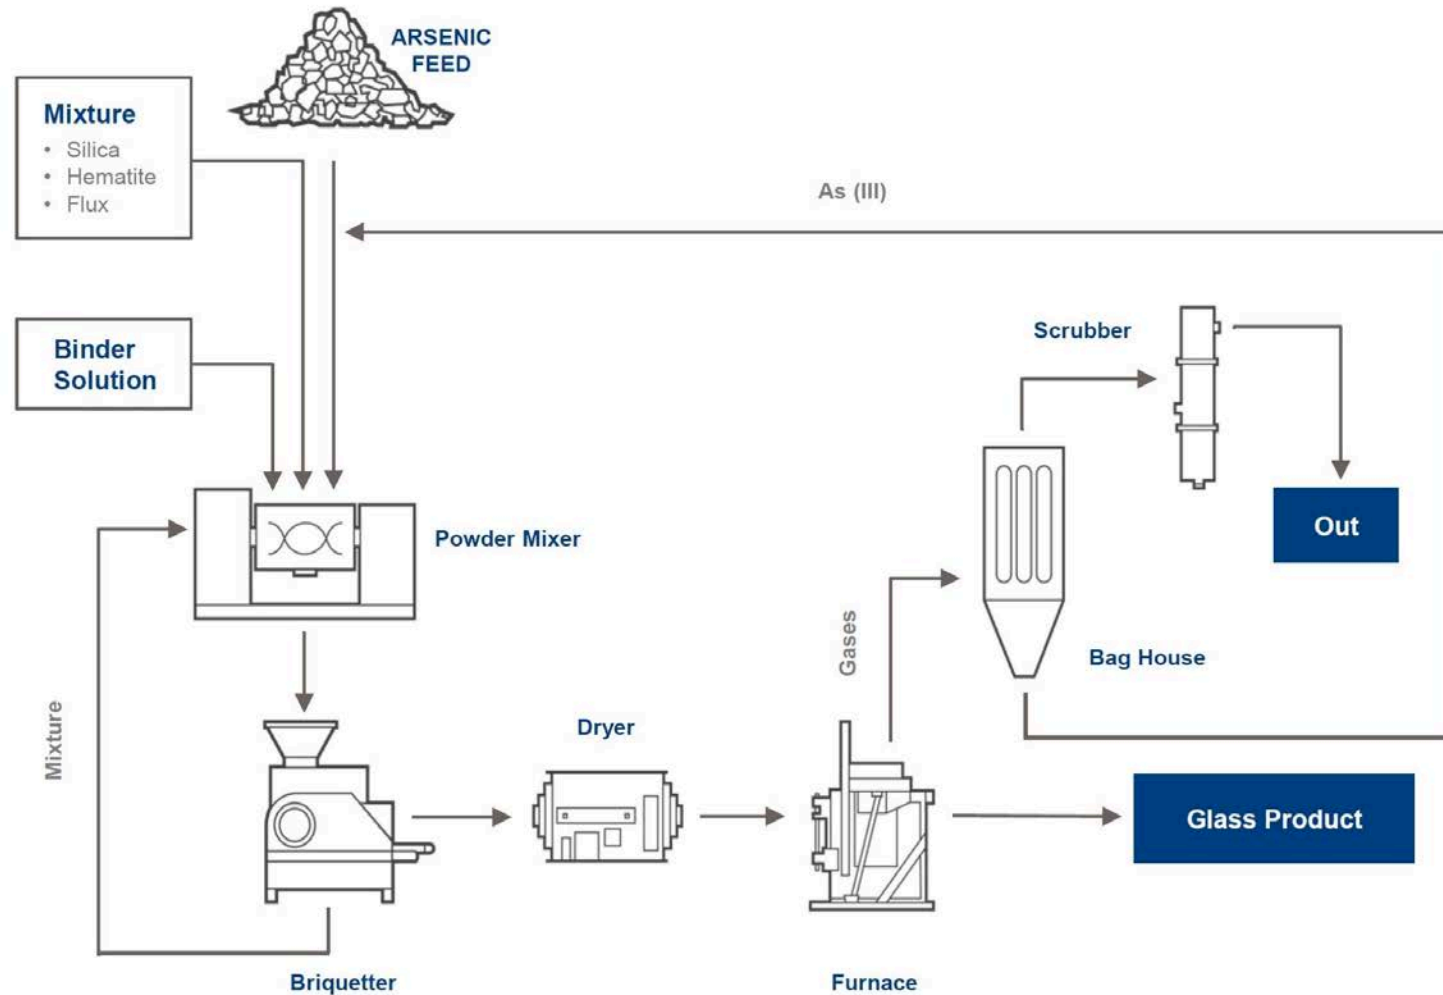 ARSENIC
FEED
Mixture
• Silica
• Hematite
• Flux
As (III)
Binder
Solution
Scrubber
Out
Powder Mixer
Gases
Bag House
Mixture
Dryer
Glass Product
Briquetter
Furnace